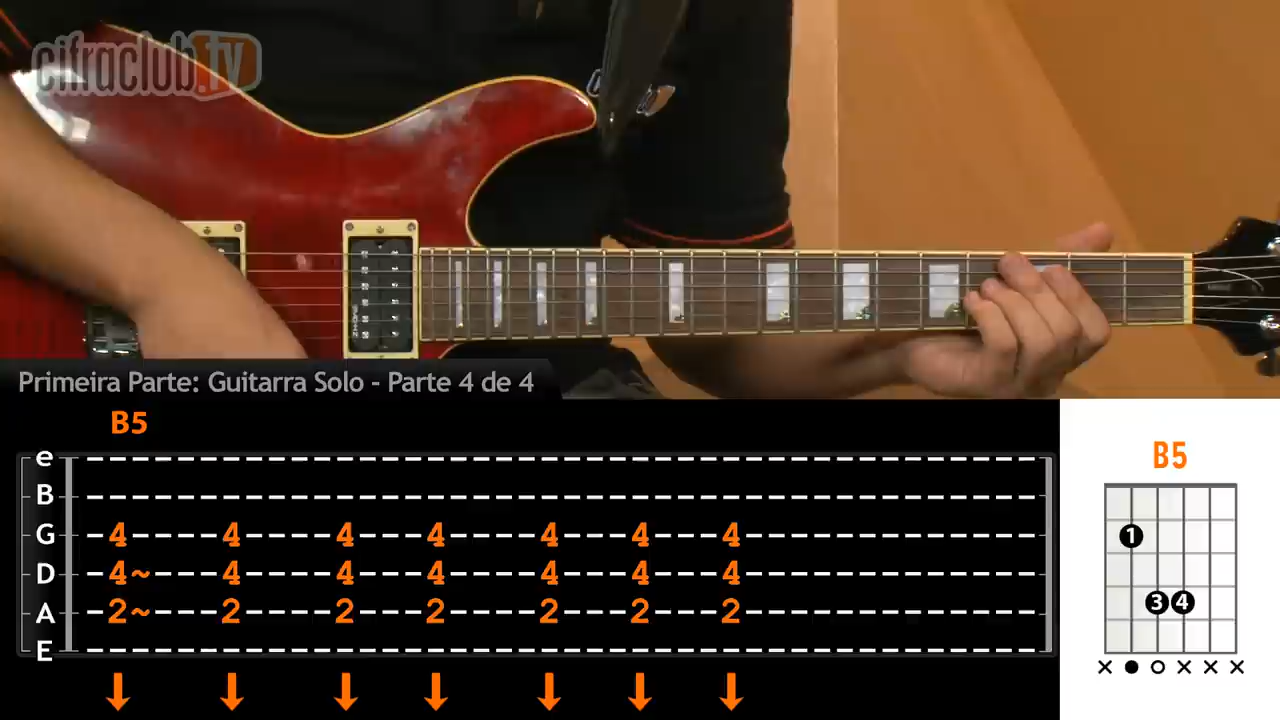 cifraclub.tv
Primeira Parte: Guitarra Solo - Parte 4 de 4
B5
e
B
G 4 4 4 4 4 4 4
D 4~ 4 4 4 4 4 4
A 2~ 2 2 2 2 2 2
E
B5
1
3 4
X ● ○ X X X